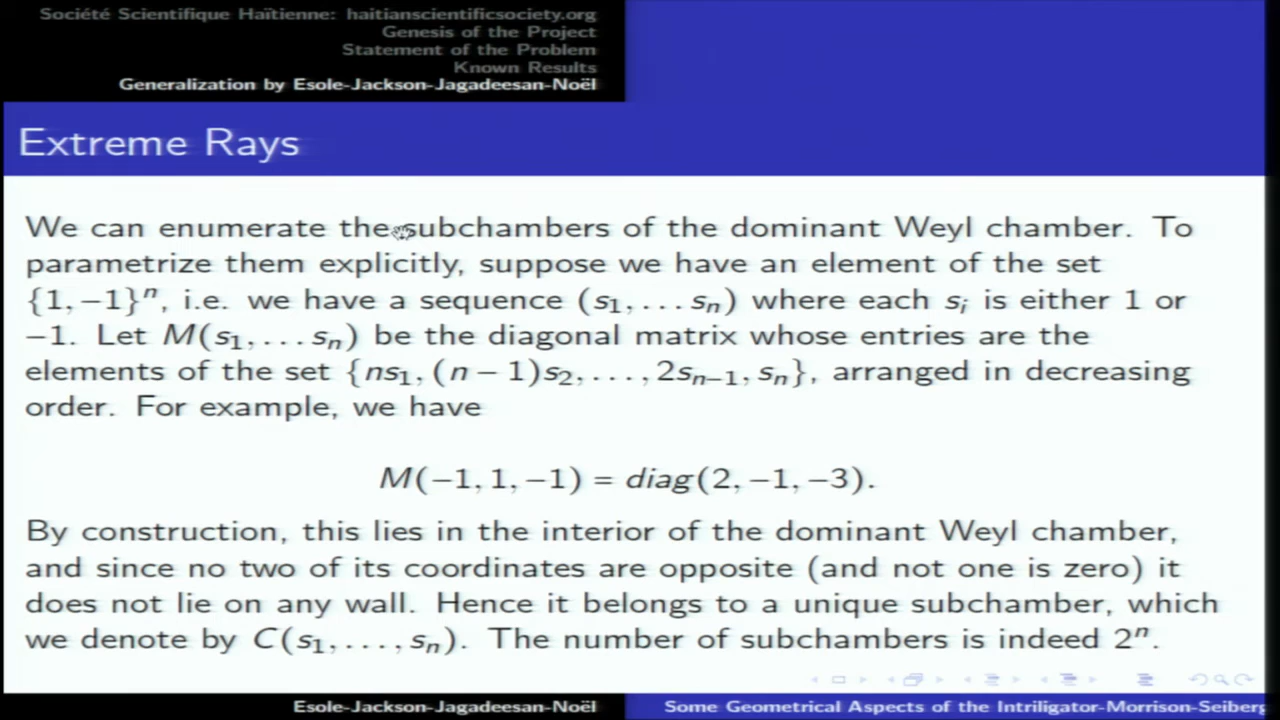 Société Scientifique Haïtienne: haitianscientificsociety.org
Genesis of the Project
Statement of the Problem
Known Results
Generalization by Esole-Jackson-Jagadeesan-Noël
Extreme Rays
We can enumerate the subchambers of the dominant Weyl chamber. To
parametrize them explicitly, suppose we have an element of the set
{1, −1}ⁿ, i.e. we have a sequence (s₁, … sₙ) where each sᵢ is either 1 or
−1. Let M(s₁, … sₙ) be the diagonal matrix whose entries are the
elements of the set {ns₁, (n − 1)s₂, …, 2sₙ₋₁, sₙ}, arranged in decreasing
order. For example, we have
M(−1, 1, −1) = diag(2, −1, −3).
By construction, this lies in the interior of the dominant Weyl chamber,
and since no two of its coordinates are opposite (and not one is zero) it
does not lie on any wall. Hence it belongs to a unique subchamber, which
we denote by C(s₁, …, sₙ). The number of subchambers is indeed 2ⁿ.
Esole-Jackson-Jagadeesan-Noël
Some Geometrical Aspects of the Intriligator-Morrison-Seiberg